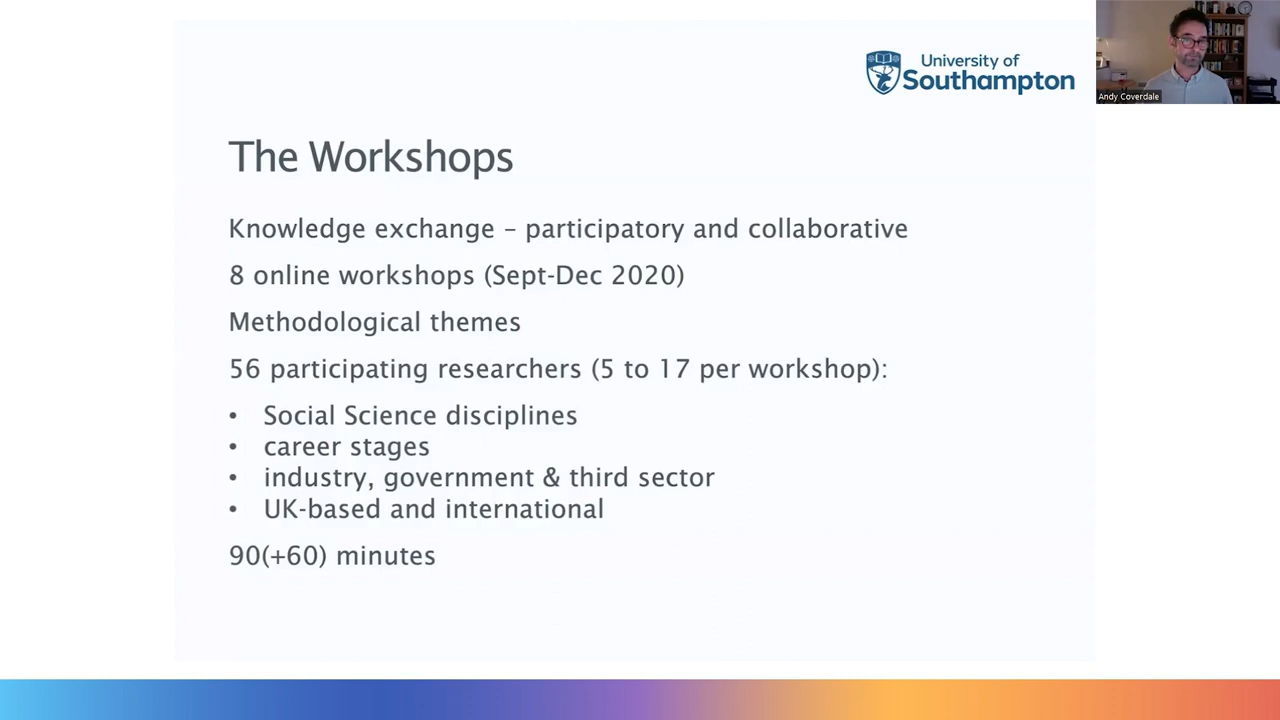 University of
Southampton
Andy Coverdale
The Workshops
Knowledge exchange – participatory and collaborative
8 online workshops (Sept-Dec 2020)
Methodological themes
56 participating researchers (5 to 17 per workshop):
• Social Science disciplines
• career stages
• industry, government & third sector
• UK-based and international
90(+60) minutes